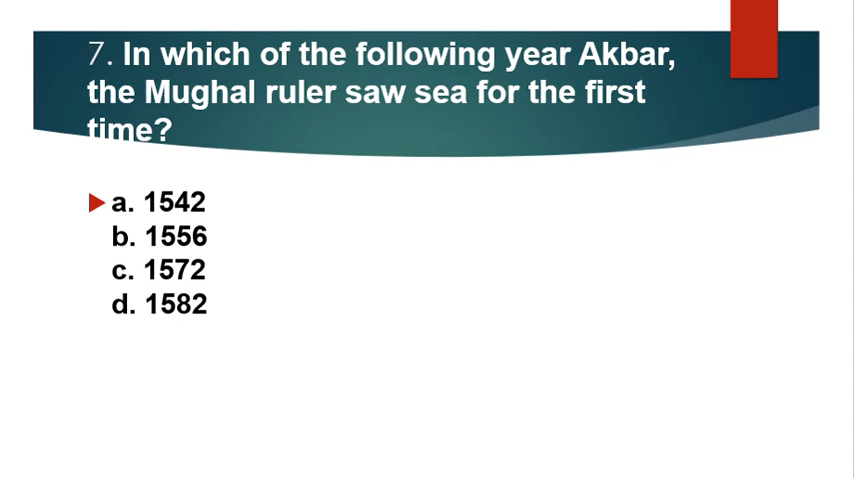 7. In which of the following year Akbar,
the Mughal ruler saw sea for the first
time?
a. 1542
b. 1556
c. 1572
d. 1582